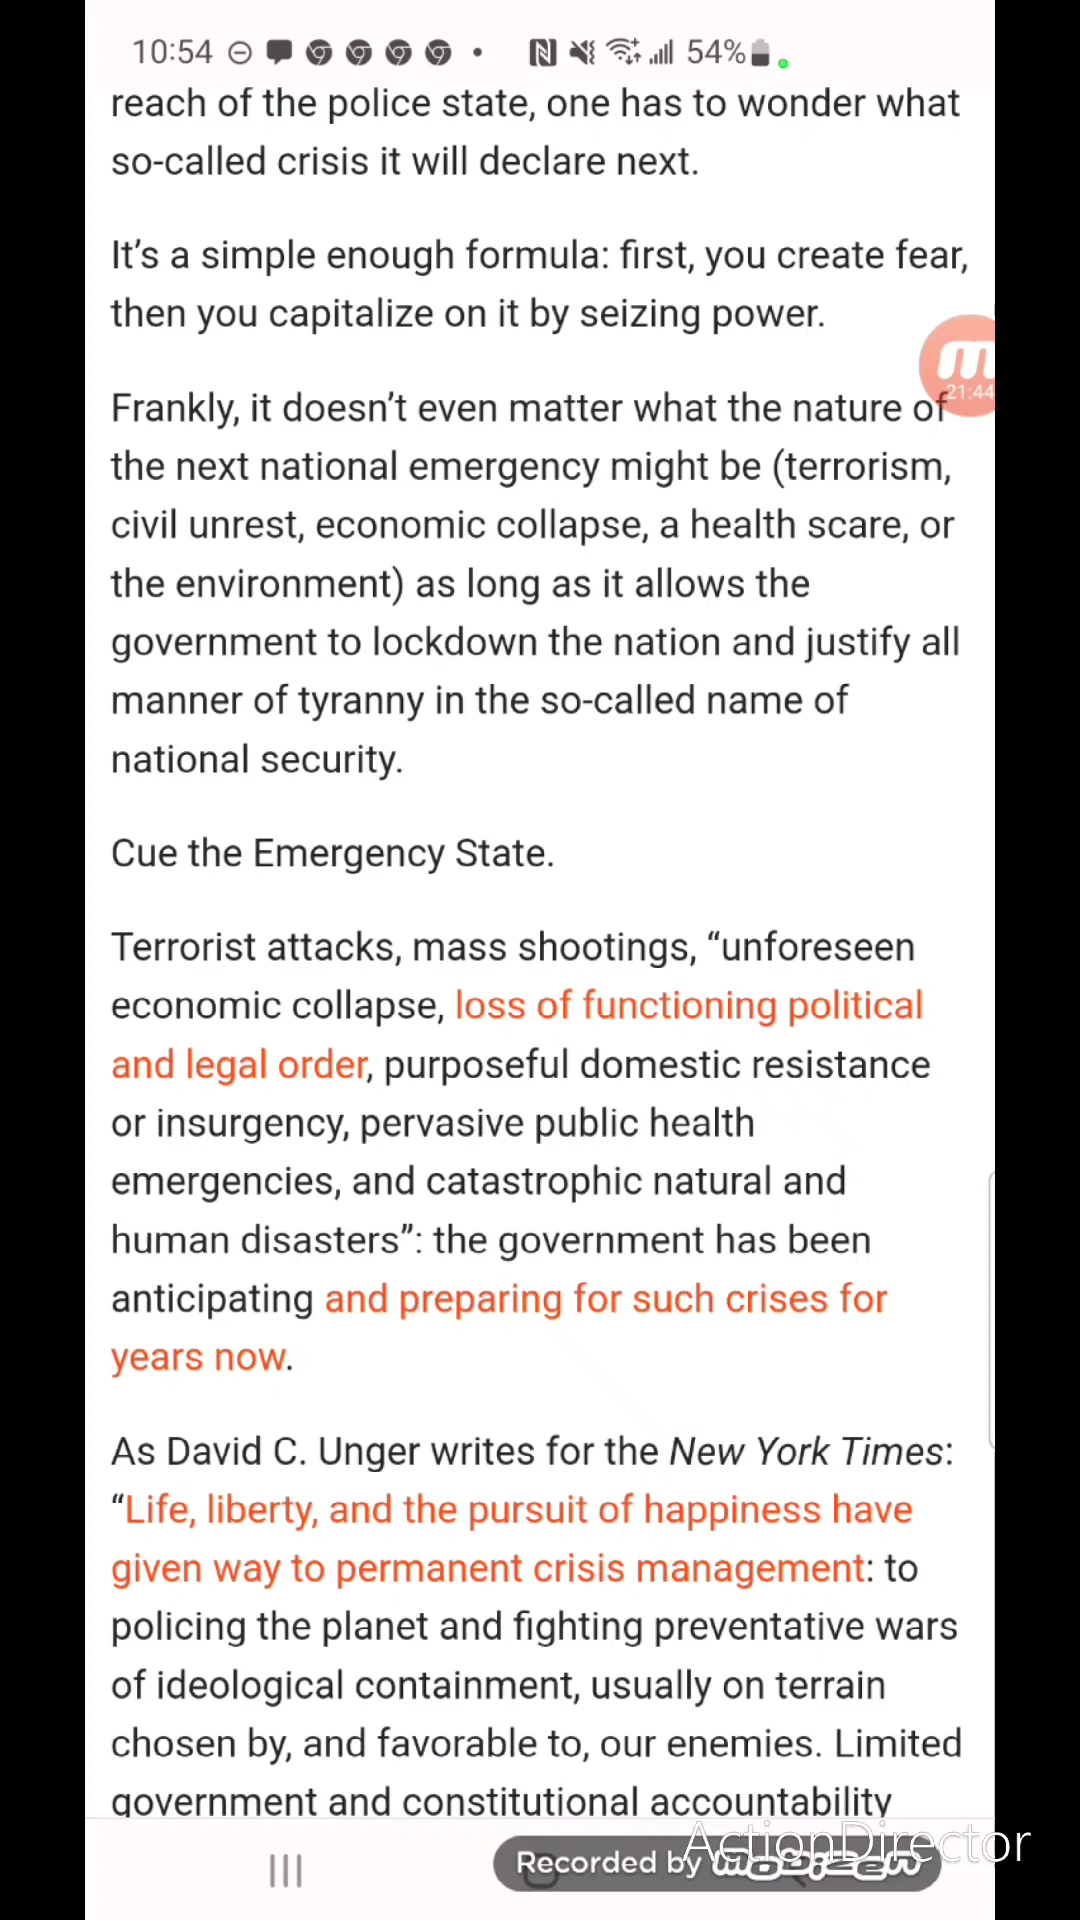 10:54 54%
reach of the police state, one has to wonder what
so-called crisis it will declare next.
It’s a simple enough formula: first, you create fear,
then you capitalize on it by seizing power.
21:44
Frankly, it doesn’t even matter what the nature of
the next national emergency might be (terrorism,
civil unrest, economic collapse, a health scare, or
the environment) as long as it allows the
government to lockdown the nation and justify all
manner of tyranny in the so-called name of
national security.
Cue the Emergency State.
Terrorist attacks, mass shootings, “unforeseen
economic collapse, loss of functioning political
and legal order, purposeful domestic resistance
or insurgency, pervasive public health
emergencies, and catastrophic natural and
human disasters”: the government has been
anticipating and preparing for such crises for
years now.
As David C. Unger writes for the New York Times:
“Life, liberty, and the pursuit of happiness have
given way to permanent crisis management: to
policing the planet and fighting preventative wars
of ideological containment, usually on terrain
chosen by, and favorable to, our enemies. Limited
government and constitutional accountability
ActionDirector
Recorded by mobizen